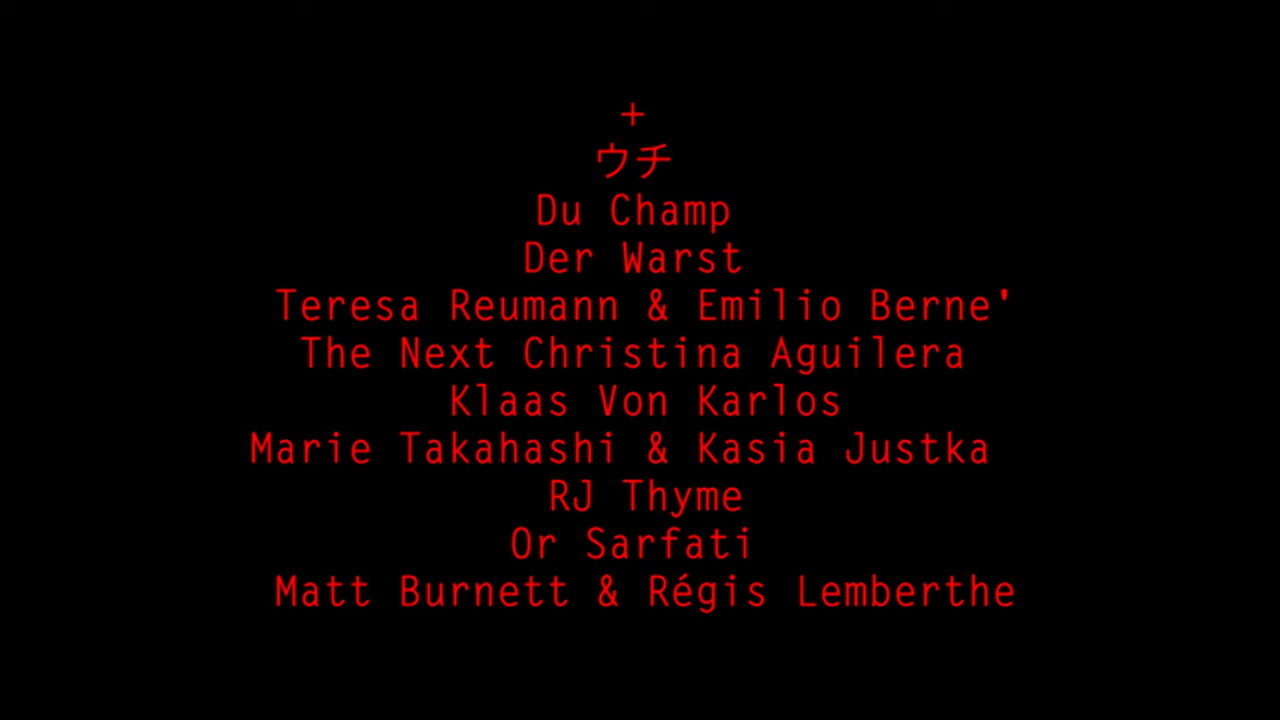 +
ウチ
Du Champ
Der Warst
Teresa Reumann & Emilio Berne'
The Next Christina Aguilera
Klaas Von Karlos
Marie Takahashi & Kasia Justka
RJ Thyme
Or Sarfati
Matt Burnett & Régis Lemberthe